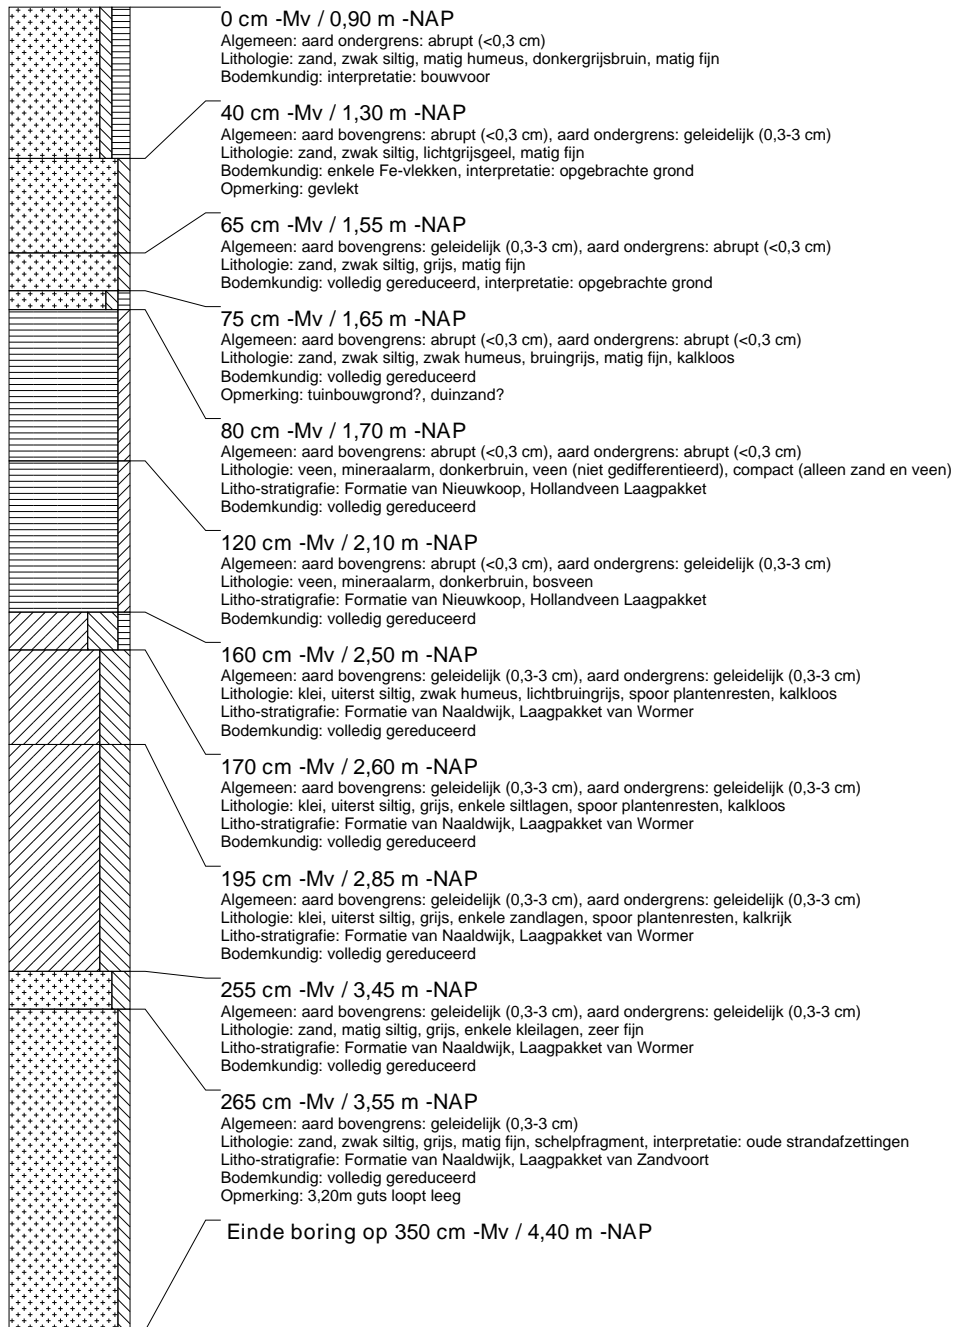 0 cm -Mv / 0,90 m -NAP
Algemeen: aard ondergrens: abrupt (<0,3 cm)
Lithologie: zand, zwak siltig, matig humeus, donkergrijsbruin, matig fijn
Bodemkundig: interpretatie: bouwvoor
40 cm -Mv / 1,30 m -NAP
Algemeen: aard bovengrens: abrupt (<0,3 cm), aard ondergrens: geleidelijk (0,3-3 cm)
Lithologie: zand, zwak siltig, lichtgrijsgeel, matig fijn
Bodemkundig: enkele Fe-vlekken, interpretatie: opgebrachte grond
Opmerking: gevlekt
65 cm -Mv / 1,55 m -NAP
Algemeen: aard bovengrens: geleidelijk (0,3-3 cm), aard ondergrens: abrupt (<0,3 cm)
Lithologie: zand, zwak siltig, grijs, matig fijn
Bodemkundig: volledig gereduceerd, interpretatie: opgebrachte grond
75 cm -Mv / 1,65 m -NAP
Algemeen: aard bovengrens: abrupt (<0,3 cm), aard ondergrens: abrupt (<0,3 cm)
Lithologie: zand, zwak siltig, zwak humeus, bruingrijs, matig fijn, kalkloos
Bodemkundig: volledig gereduceerd
Opmerking: tuinbouwgrond?, duinzand?
80 cm -Mv / 1,70 m -NAP
Algemeen: aard bovengrens: abrupt (<0,3 cm), aard ondergrens: abrupt (<0,3 cm)
Lithologie: veen, mineraalarm, donkerbruin, veen (niet gedifferentieerd), compact (alleen zand en veen)
Litho-stratigrafie: Formatie van Nieuwkoop, Hollandveen Laagpakket
Bodemkundig: volledig gereduceerd
120 cm -Mv / 2,10 m -NAP
Algemeen: aard bovengrens: abrupt (<0,3 cm), aard ondergrens: geleidelijk (0,3-3 cm)
Lithologie: veen, mineraalarm, donkerbruin, bosveen
Litho-stratigrafie: Formatie van Nieuwkoop, Hollandveen Laagpakket
Bodemkundig: volledig gereduceerd
160 cm -Mv / 2,50 m -NAP
Algemeen: aard bovengrens: geleidelijk (0,3-3 cm), aard ondergrens: geleidelijk (0,3-3 cm)
Lithologie: klei, uiterst siltig, zwak humeus, lichtbruingrijs, spoor plantenresten, kalkloos
Litho-stratigrafie: Formatie van Naaldwijk, Laagpakket van Wormer
Bodemkundig: volledig gereduceerd
170 cm -Mv / 2,60 m -NAP
Algemeen: aard bovengrens: geleidelijk (0,3-3 cm), aard ondergrens: geleidelijk (0,3-3 cm)
Lithologie: klei, uiterst siltig, grijs, enkele siltlagen, spoor plantenresten, kalkloos
Litho-stratigrafie: Formatie van Naaldwijk, Laagpakket van Wormer
Bodemkundig: volledig gereduceerd
195 cm -Mv / 2,85 m -NAP
Algemeen: aard bovengrens: geleidelijk (0,3-3 cm), aard ondergrens: geleidelijk (0,3-3 cm)
Lithologie: klei, uiterst siltig, grijs, enkele zandlagen, spoor plantenresten, kalkrijk
Litho-stratigrafie: Formatie van Naaldwijk, Laagpakket van Wormer
Bodemkundig: volledig gereduceerd
255 cm -Mv / 3,45 m -NAP
Algemeen: aard bovengrens: geleidelijk (0,3-3 cm), aard ondergrens: geleidelijk (0,3-3 cm)
Lithologie: zand, matig siltig, grijs, enkele kleilagen, zeer fijn
Litho-stratigrafie: Formatie van Naaldwijk, Laagpakket van Wormer
Bodemkundig: volledig gereduceerd
265 cm -Mv / 3,55 m -NAP
Algemeen: aard bovengrens: geleidelijk (0,3-3 cm)
Lithologie: zand, zwak siltig, grijs, matig fijn, schelpfragment, interpretatie: oude strandafzettingen
Litho-stratigrafie: Formatie van Naaldwijk, Laagpakket van Zandvoort
Bodemkundig: volledig gereduceerd
Opmerking: 3,20m guts loopt leeg
Einde boring op 350 cm -Mv / 4,40 m -NAP